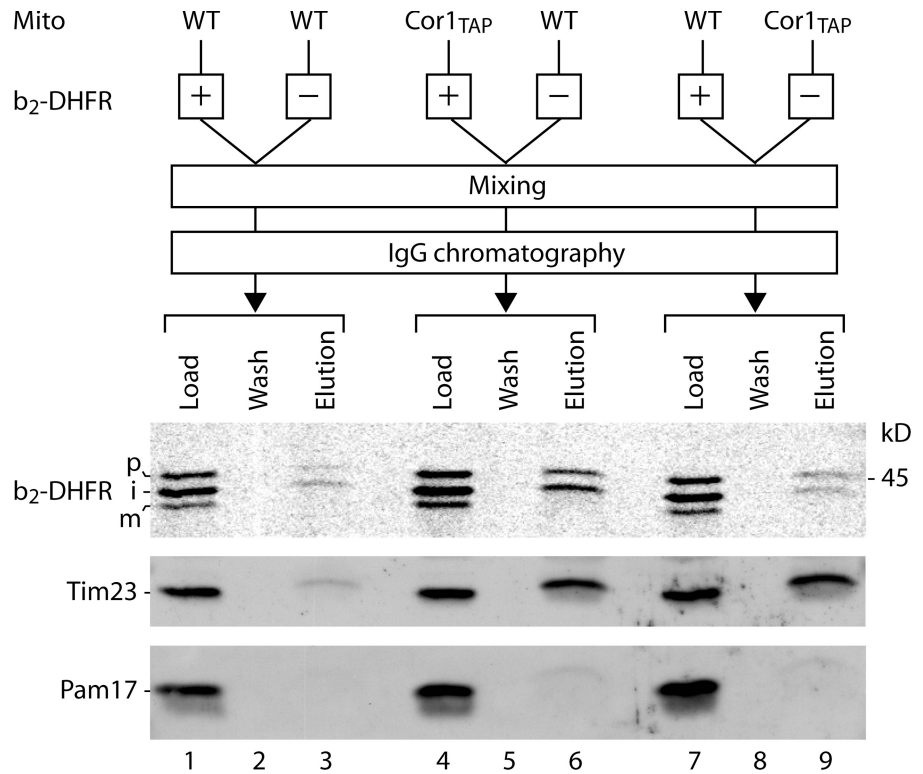 Mito WT WT Cor1TAP WT WT Cor1TAP
b2-DHFR + − + − + −
Mixing
IgG chromatography
Load Wash Elution Load Wash Elution Load Wash Elution
kD
p
b2-DHFR i - 45
m
Tim23
Pam17
1 2 3 4 5 6 7 8 9